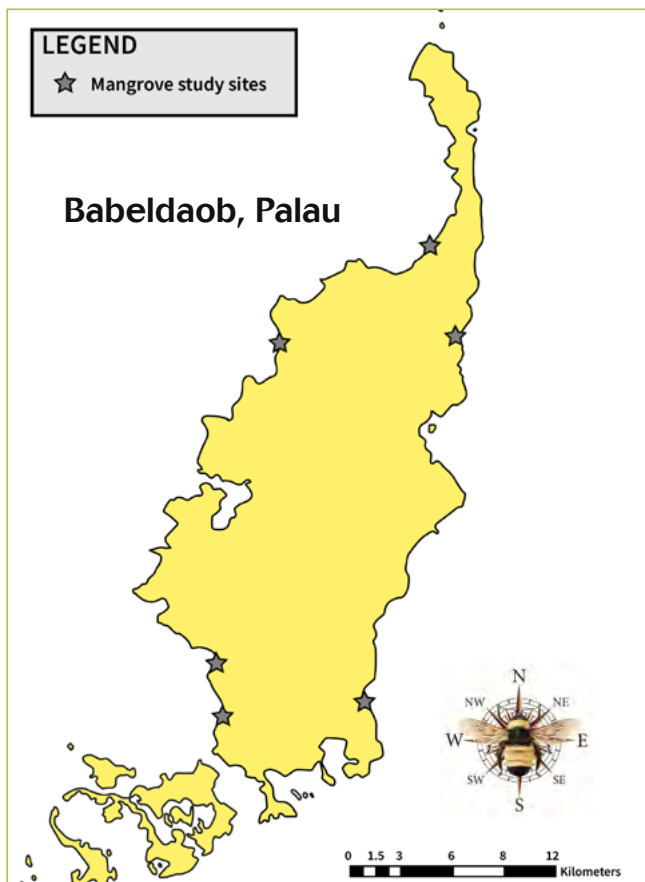 LEGEND
Mangrove study sites
Babeldaob, Palau
N
NW NE
W E
SW SE
S
0 1.5 3 6 8 12
Kilometers